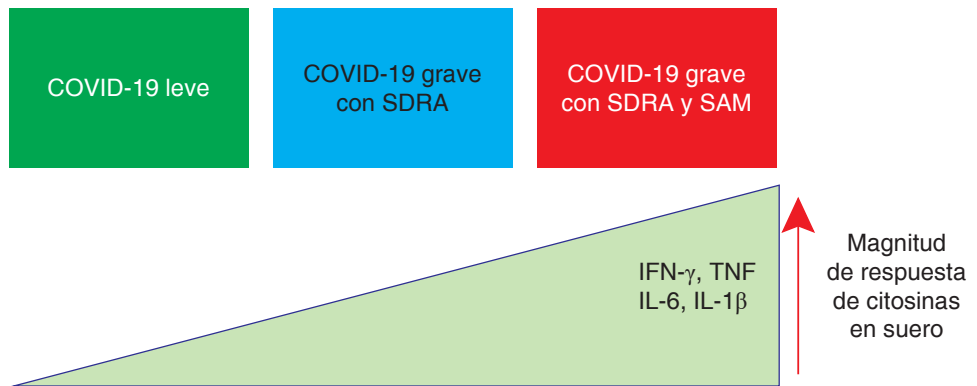 COVID-19 leve
COVID-19 grave
con SDRA
COVID-19 grave
con SDRA y SAM
IFN-γ, TNF
IL-6, IL-1β
Magnitud
de respuesta
de citosinas
en suero